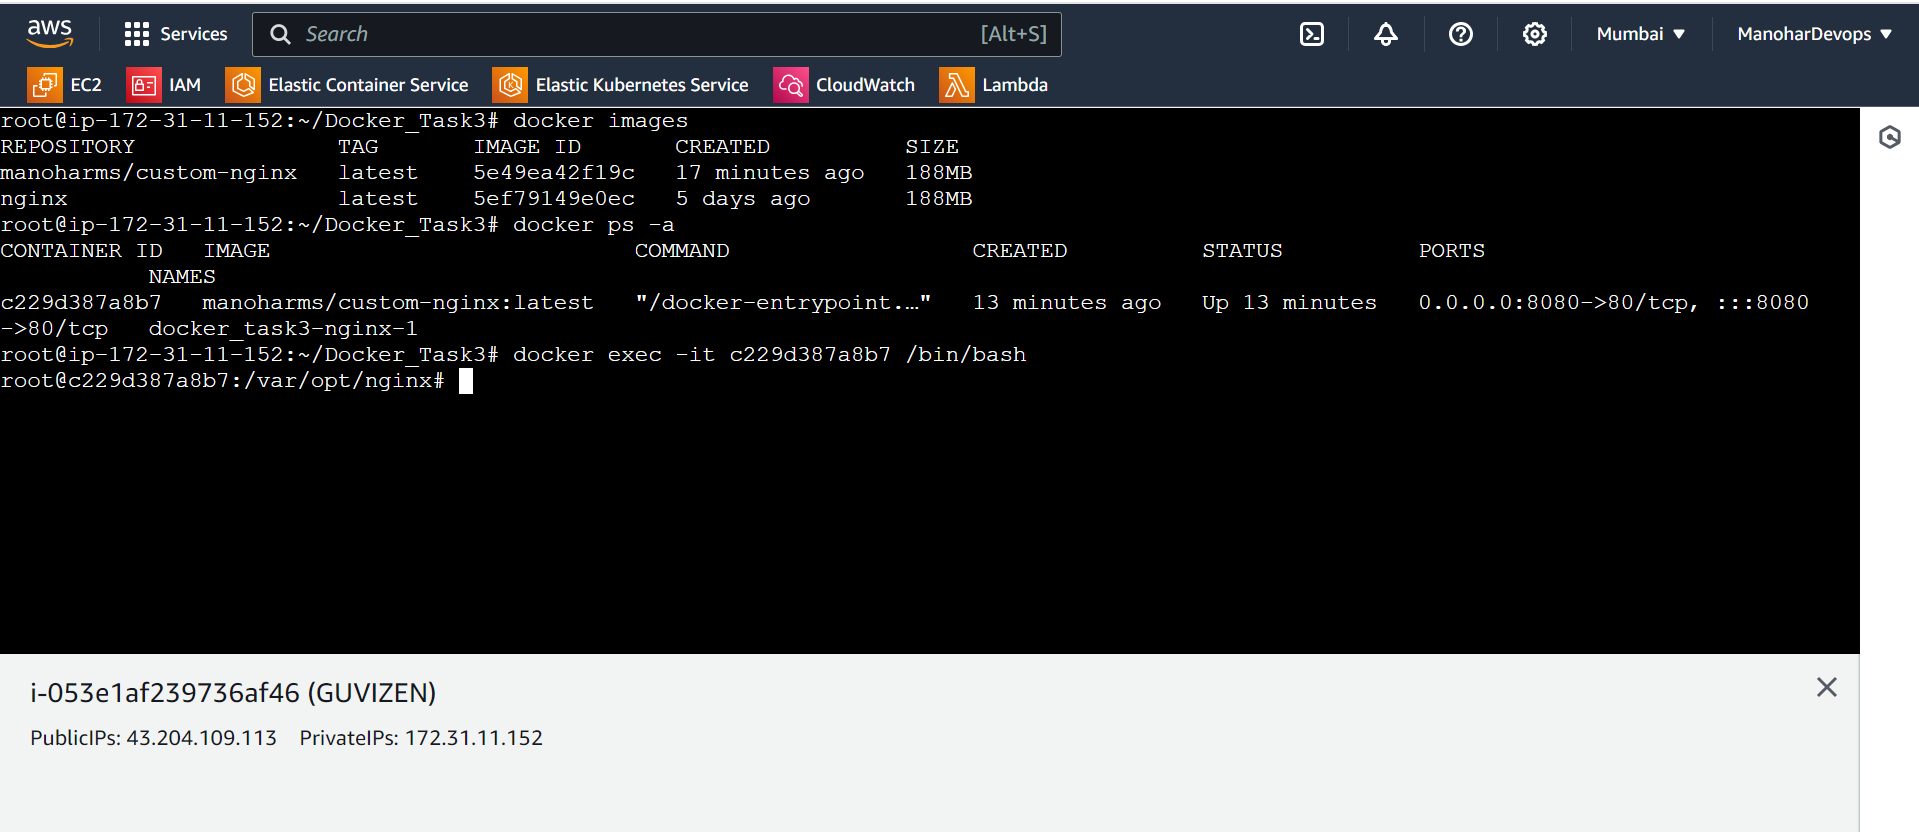 aws Services Search [Alt+S] Mumbai ▼ ManoharDevops ▼
EC2 IAM Elastic Container Service Elastic Kubernetes Service CloudWatch Lambda
root@ip-172-31-11-152:~/Docker_Task3# docker images
REPOSITORY TAG IMAGE ID CREATED SIZE
manoharms/custom-nginx latest 5e49ea42f19c 17 minutes ago 188MB
nginx latest 5ef79149e0ec 5 days ago 188MB
root@ip-172-31-11-152:~/Docker_Task3# docker ps -a
CONTAINER ID IMAGE COMMAND CREATED STATUS PORTS
NAMES
c229d387a8b7 manoharms/custom-nginx:latest "/docker-entrypoint.…" 13 minutes ago Up 13 minutes 0.0.0.0:8080->80/tcp, :::8080
->80/tcp docker_task3-nginx-1
root@ip-172-31-11-152:~/Docker_Task3# docker exec -it c229d387a8b7 /bin/bash
root@c229d387a8b7:/var/opt/nginx#
i-053e1af239736af46 (GUVIZEN)
PublicIPs: 43.204.109.113 PrivateIPs: 172.31.11.152